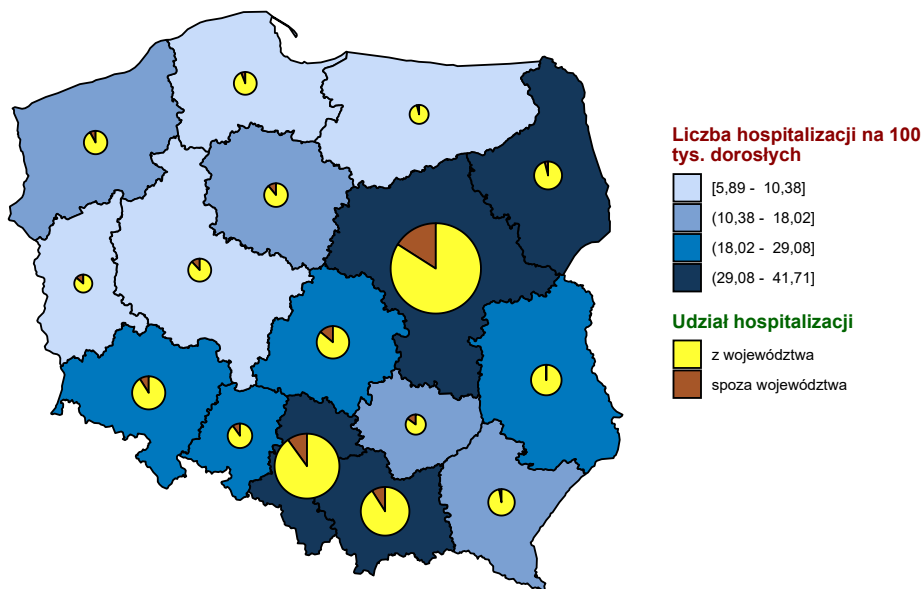 Liczba hospitalizacji na 100
tys. dorosłych
[5,89 - 10,38]
(10,38 - 18,02]
(18,02 - 29,08]
(29,08 - 41,71]
Udział hospitalizacji
z województwa
spoza województwa